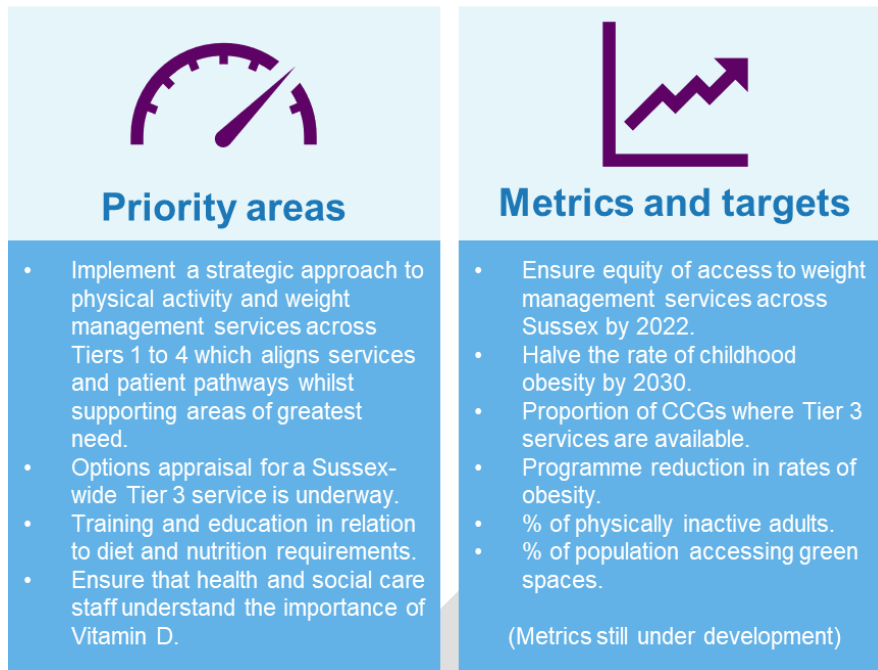 Priority areas
• Implement a strategic approach to
physical activity and weight
management services across
Tiers 1 to 4 which aligns services
and patient pathways whilst
supporting areas of greatest
need.
• Options appraisal for a Sussex-
wide Tier 3 service is underway.
• Training and education in relation
to diet and nutrition requirements.
• Ensure that health and social care
staff understand the importance of
Vitamin D.
Metrics and targets
• Ensure equity of access to weight
management services across
Sussex by 2022.
• Halve the rate of childhood
obesity by 2030.
• Proportion of CCGs where Tier 3
services are available.
• Programme reduction in rates of
obesity.
• % of physically inactive adults.
• % of population accessing green
spaces.
(Metrics still under development)